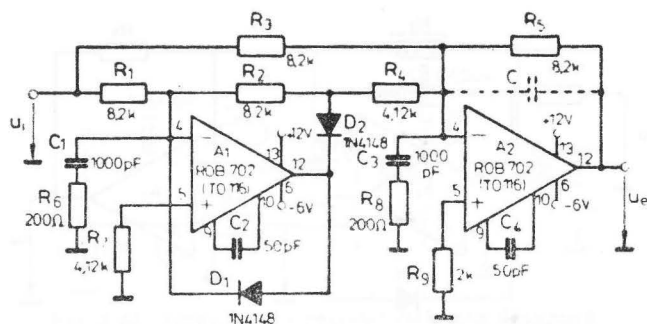 R3
8,2k
R5
8,2k
R1
8,2k
R2
8,2k
R4
4,12k
C
ui
C1
1000pF
R6
200Ω
4
A1
ROB 702
(TO116)
+12V
13
12
6
-6V
10
5
9
C2
50pF
4,12k
D1
1N4148
D2
1N4148
C3
1000
pF
R8
200Ω
4
A2
ROB 702
(TO116)
+12V
13
12
6
-6V
10
5
9
C4
50pF
R9
2k
ue